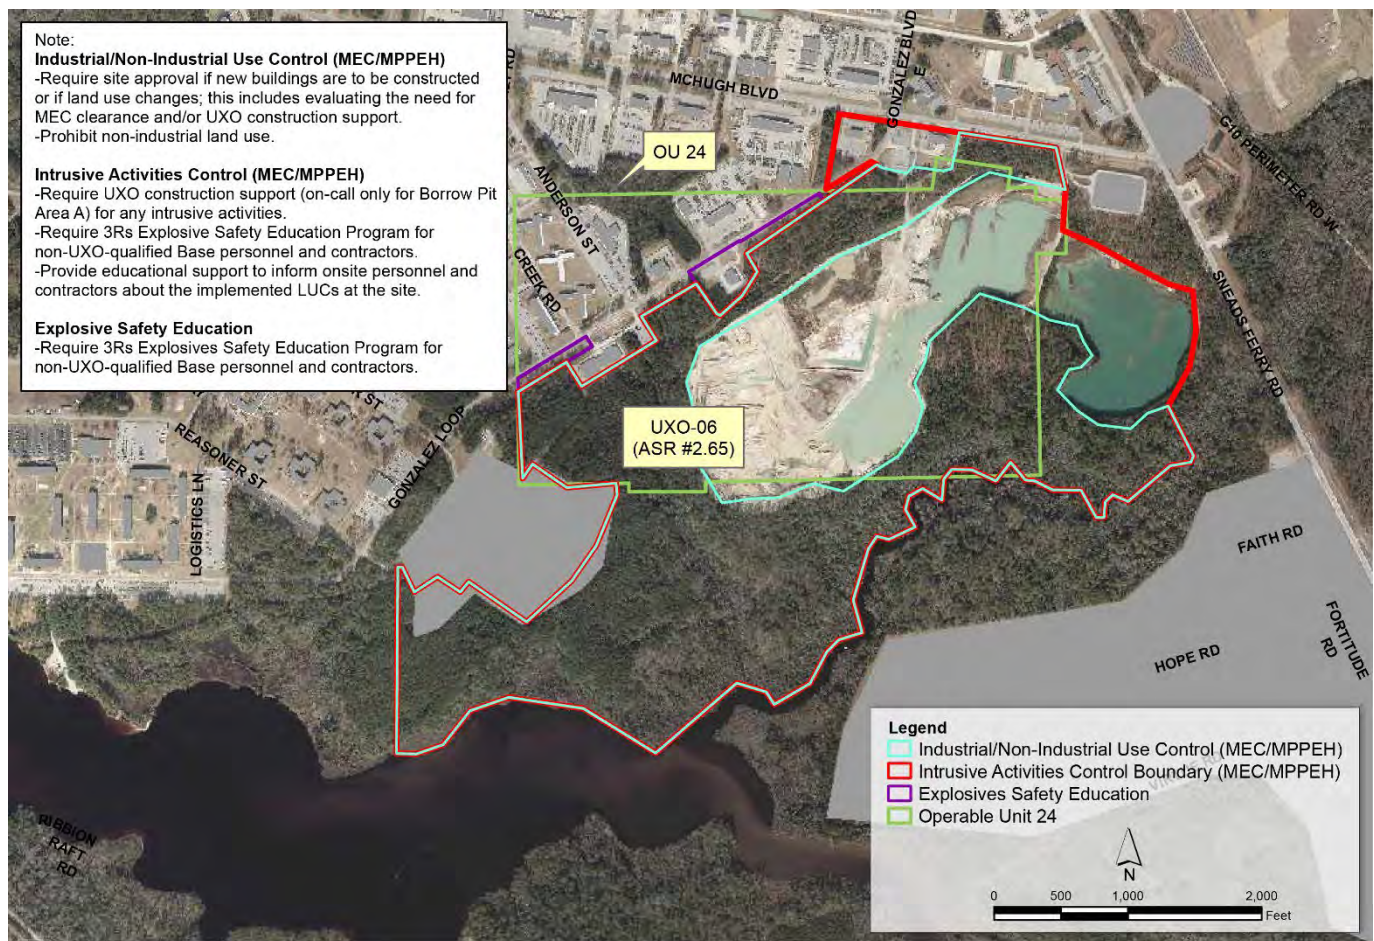 Note:
Industrial/Non-Industrial Use Control (MEC/MPPEH)
-Require site approval if new buildings are to be constructed
or if land use changes; this includes evaluating the need for
MEC clearance and/or UXO construction support.
-Prohibit non-industrial land use.
Intrusive Activities Control (MEC/MPPEH)
-Require UXO construction support (on-call only for Borrow Pit
Area A) for any intrusive activities.
-Require 3Rs Explosive Safety Education Program for
non-UXO-qualified Base personnel and contractors.
-Provide educational support to inform onsite personnel and
contractors about the implemented LUCs at the site.
Explosive Safety Education
-Require 3Rs Explosives Safety Education Program for
non-UXO-qualified Base personnel and contractors.
RD
MCHUGH BLVD
GONZALEZ BLVD
E
C10 PERIMETER RD W
OU 24
ANDERSON ST
CREEK RD
SNEADS FERRY RD
UXO-06
(ASR #2.65)
ST
REASONER ST
GONZALEZ LOOP
LOGISTICS LN
FAITH RD
HOPE RD
FORTITUDE
RD
RIBBION
RAFT
RD
Legend
Industrial/Non-Industrial Use Control (MEC/MPPEH)
Intrusive Activities Control Boundary (MEC/MPPEH)
Explosives Safety Education
Operable Unit 24
N
0 500 1,000 2,000
Feet